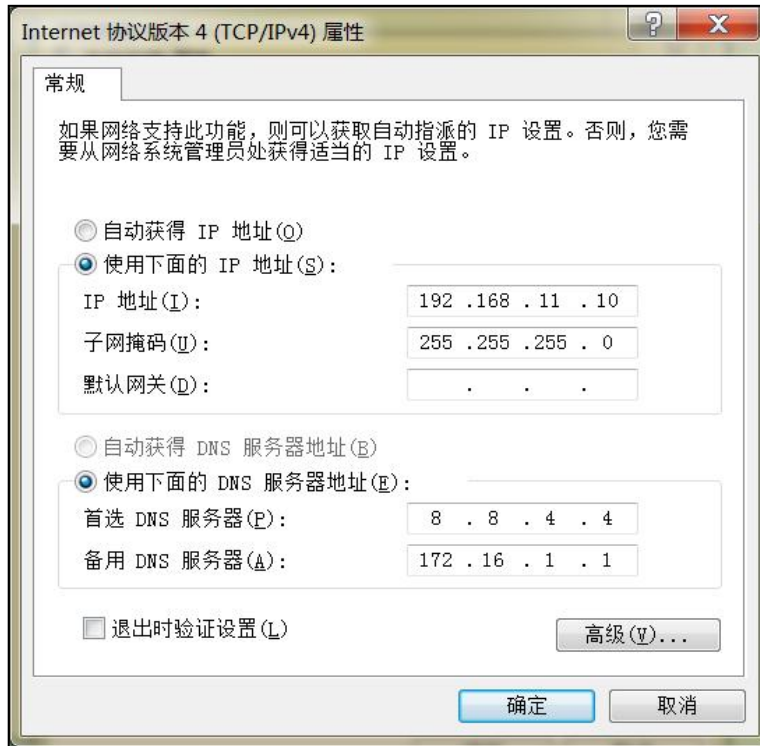 Internet 协议版本 4 (TCP/IPv4) 属性
常规
如果网络支持此功能，则可以获取自动指派的 IP 设置。否则，您需
要从网络系统管理员处获得适当的 IP 设置。
自动获得 IP 地址(O)
使用下面的 IP 地址(S):
IP 地址(I): 192 .168 . 11 . 10
子网掩码(U): 255 .255 .255 . 0
默认网关(D): . . .
自动获得 DNS 服务器地址(B)
使用下面的 DNS 服务器地址(E):
首选 DNS 服务器(P): 8 . 8 . 4 . 4
备用 DNS 服务器(A): 172 . 16 . 1 . 1
退出时验证设置(L)
高级(V)...
确定 取消